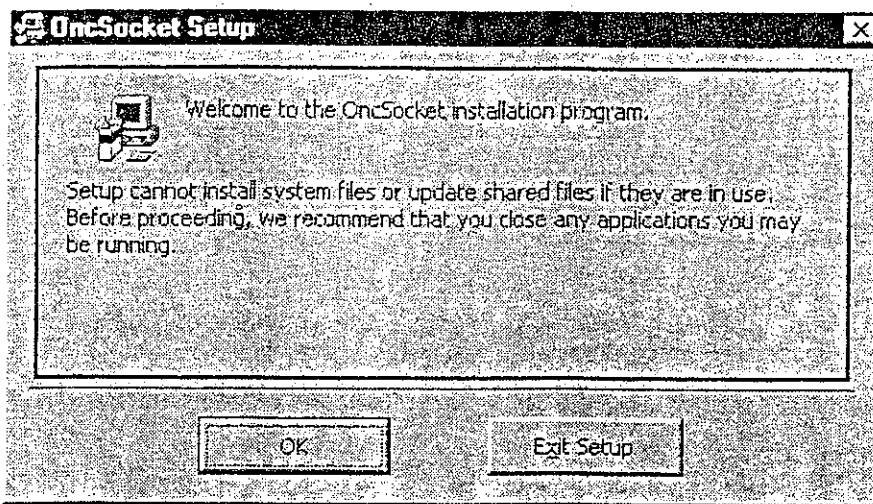 OncSocket Setup
Welcome to the OncSocket installation program.
Setup cannot install system files or update shared files if they are in use.
Before proceeding, we recommend that you close any applications you may
be running.
OK
Exit Setup